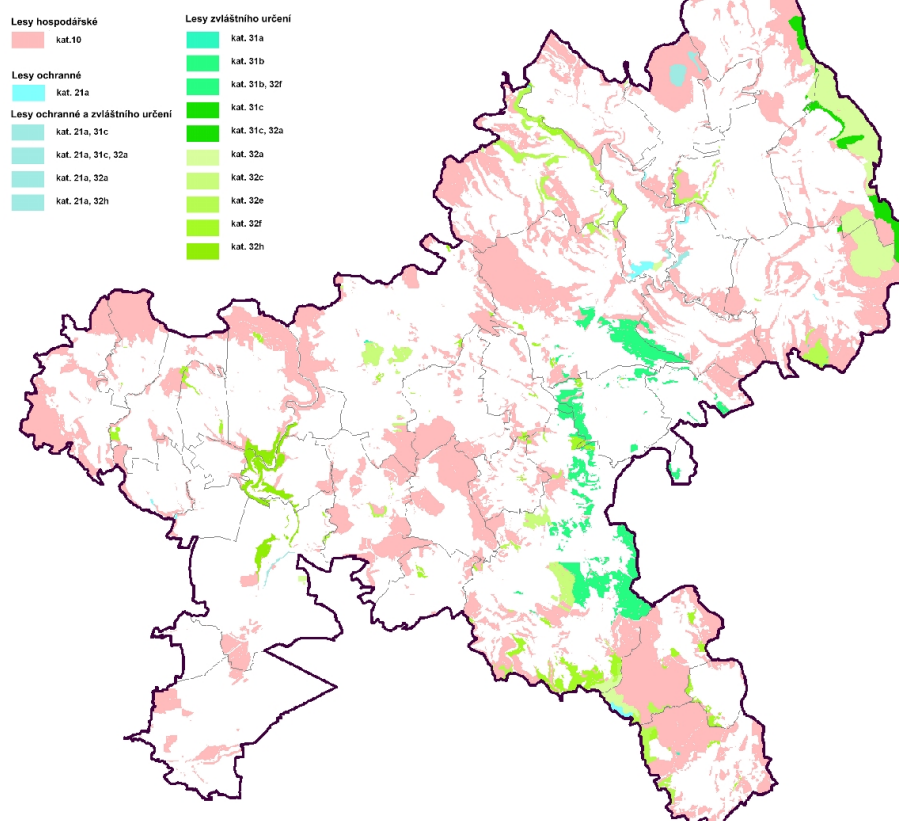 Lesy hospodářské
kat.10
Lesy ochranné
kat. 21a
Lesy ochranné a zvláštního určení
kat. 21a, 31c
kat. 21a, 31c, 32a
kat. 21a, 32a
kat. 21a, 32h
Lesy zvláštního určení
kat. 31a
kat. 31b
kat. 31b, 32f
kat. 31c
kat. 31c, 32a
kat. 32a
kat. 32c
kat. 32e
kat. 32f
kat. 32h